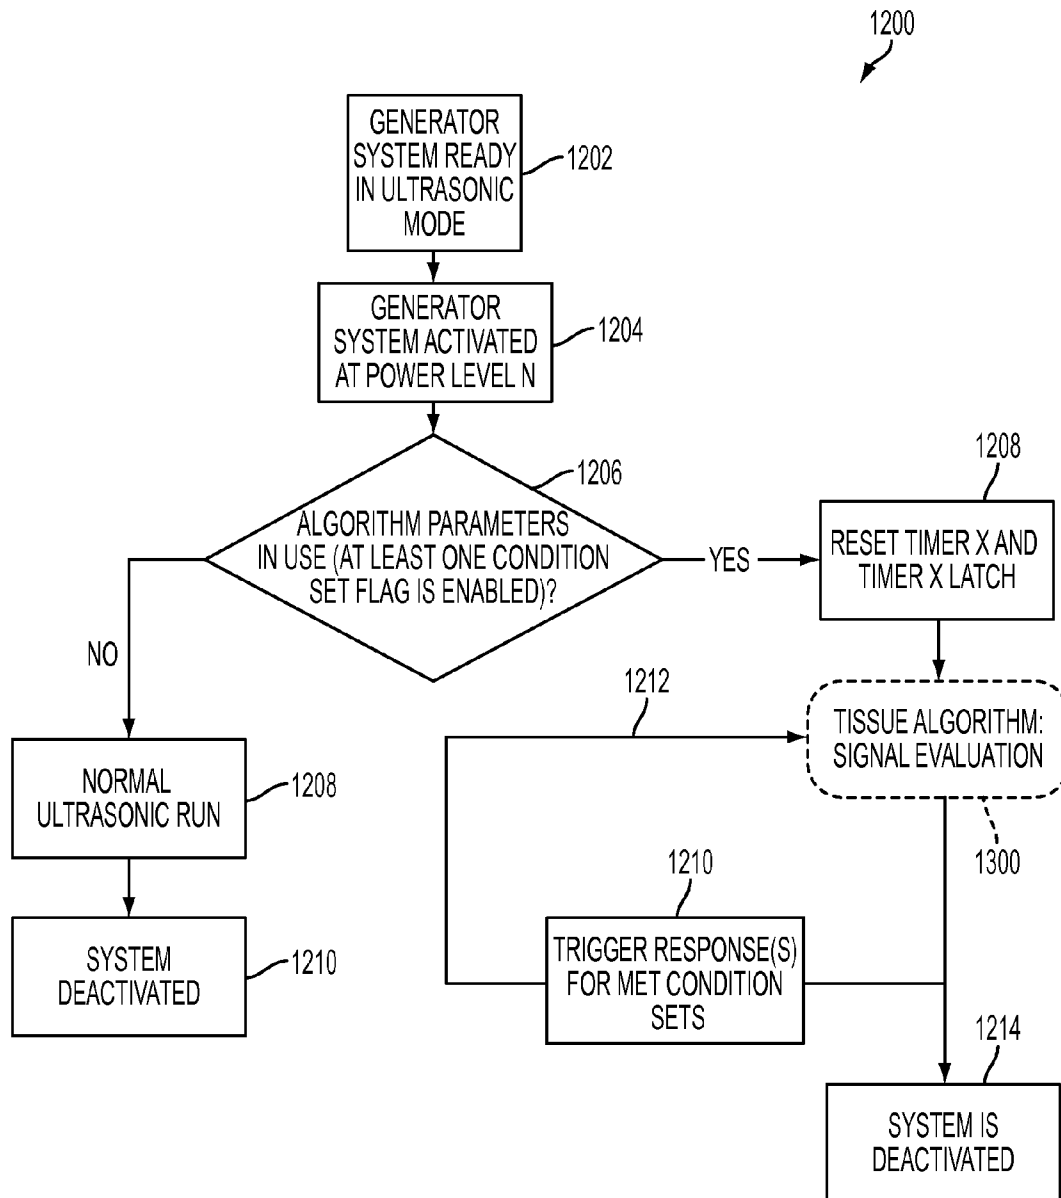 1200
GENERATOR
SYSTEM READY
IN ULTRASONIC
MODE
1202
GENERATOR
SYSTEM ACTIVATED
AT POWER LEVEL N
1204
ALGORITHM PARAMETERS
IN USE (AT LEAST ONE CONDITION
SET FLAG IS ENABLED)?
1206
YES
NO
1208
RESET TIMER X AND
TIMER X LATCH
1212
TISSUE ALGORITHM:
SIGNAL EVALUATION
1300
NORMAL
ULTRASONIC RUN
1208
SYSTEM
DEACTIVATED
1210
1210
TRIGGER RESPONSE(S)
FOR MET CONDITION
SETS
1214
SYSTEM IS
DEACTIVATED